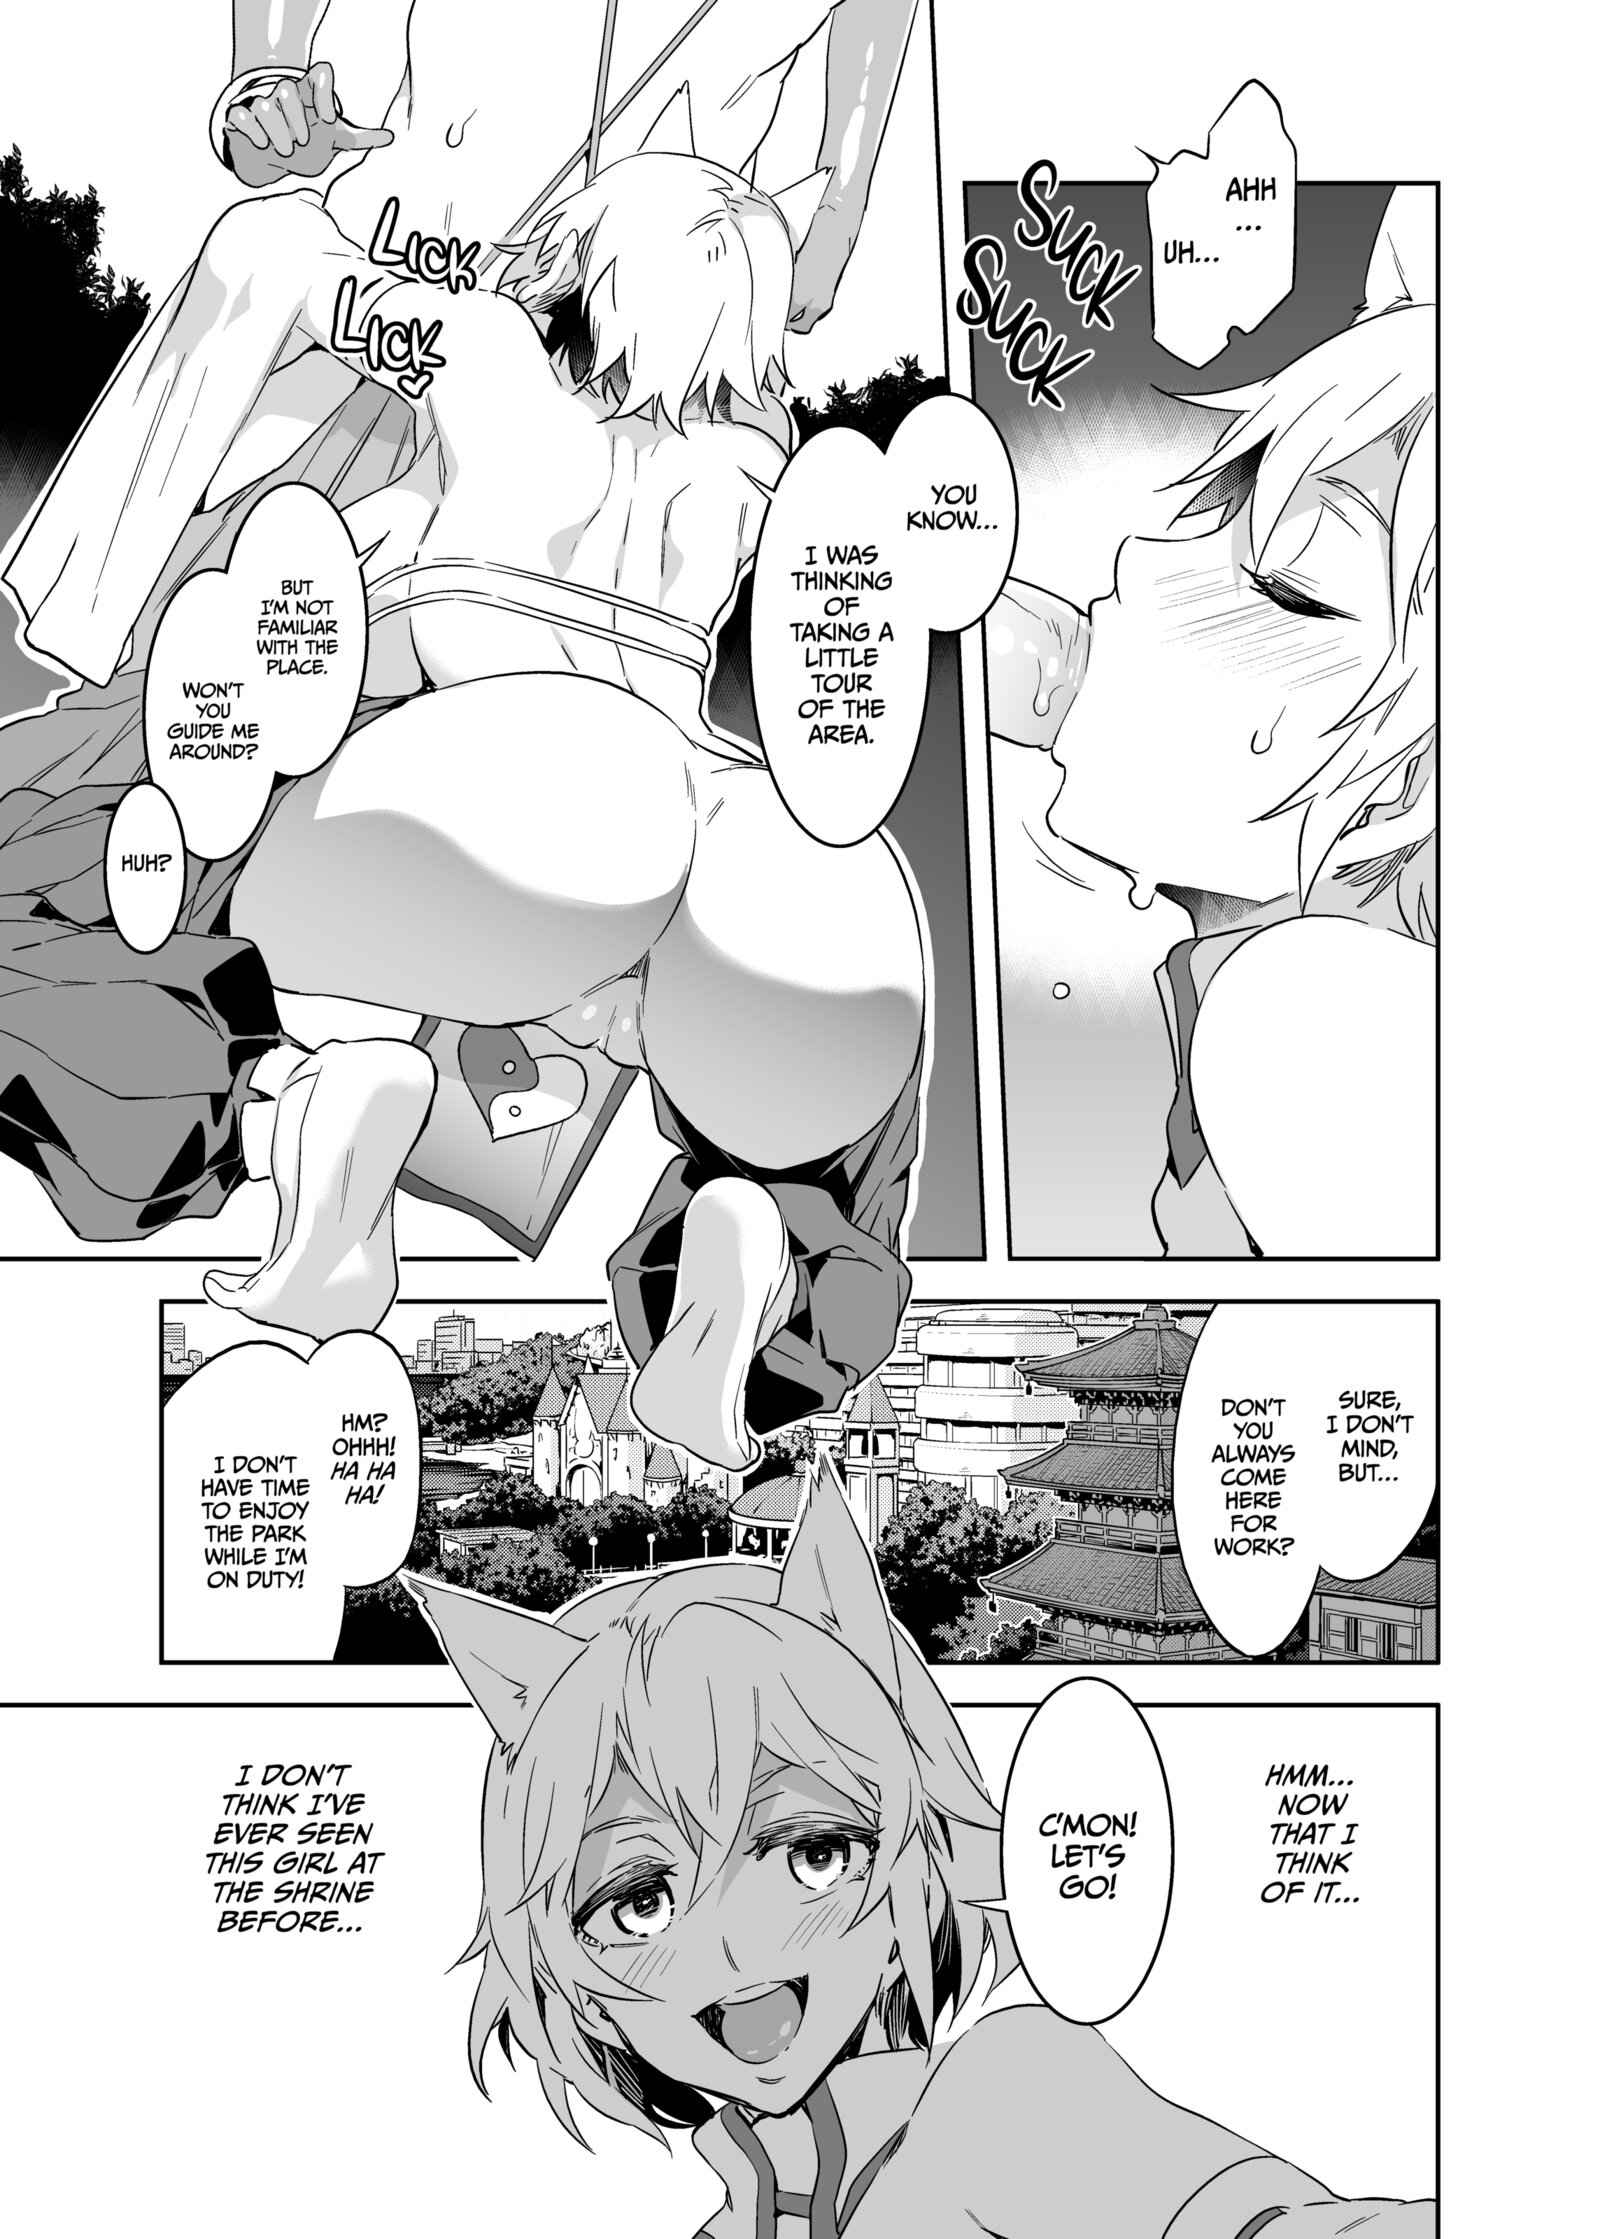 AHH
...
UH...
SUCK
SUCK
LICK
LICK
YOU
KNOW...
I WAS
THINKING
OF
TAKING A
LITTLE
TOUR
OF THE
AREA.
BUT
I'M NOT
FAMILIAR
WITH THE
PLACE.
WON'T
YOU
GUIDE ME
AROUND?
HUH?
SURE,
I DON'T
MIND,
BUT...
DON'T
YOU
ALWAYS
COME
HERE
FOR
WORK?
HM?
OHHH!
HA HA
HA!
I DON'T
HAVE TIME
TO ENJOY
THE PARK
WHILE I'M
ON DUTY!
HMM...
NOW
THAT I
THINK
OF IT...
C'MON!
LET'S
GO!
I DON'T
THINK I'VE
EVER SEEN
THIS GIRL AT
THE SHRINE
BEFORE...